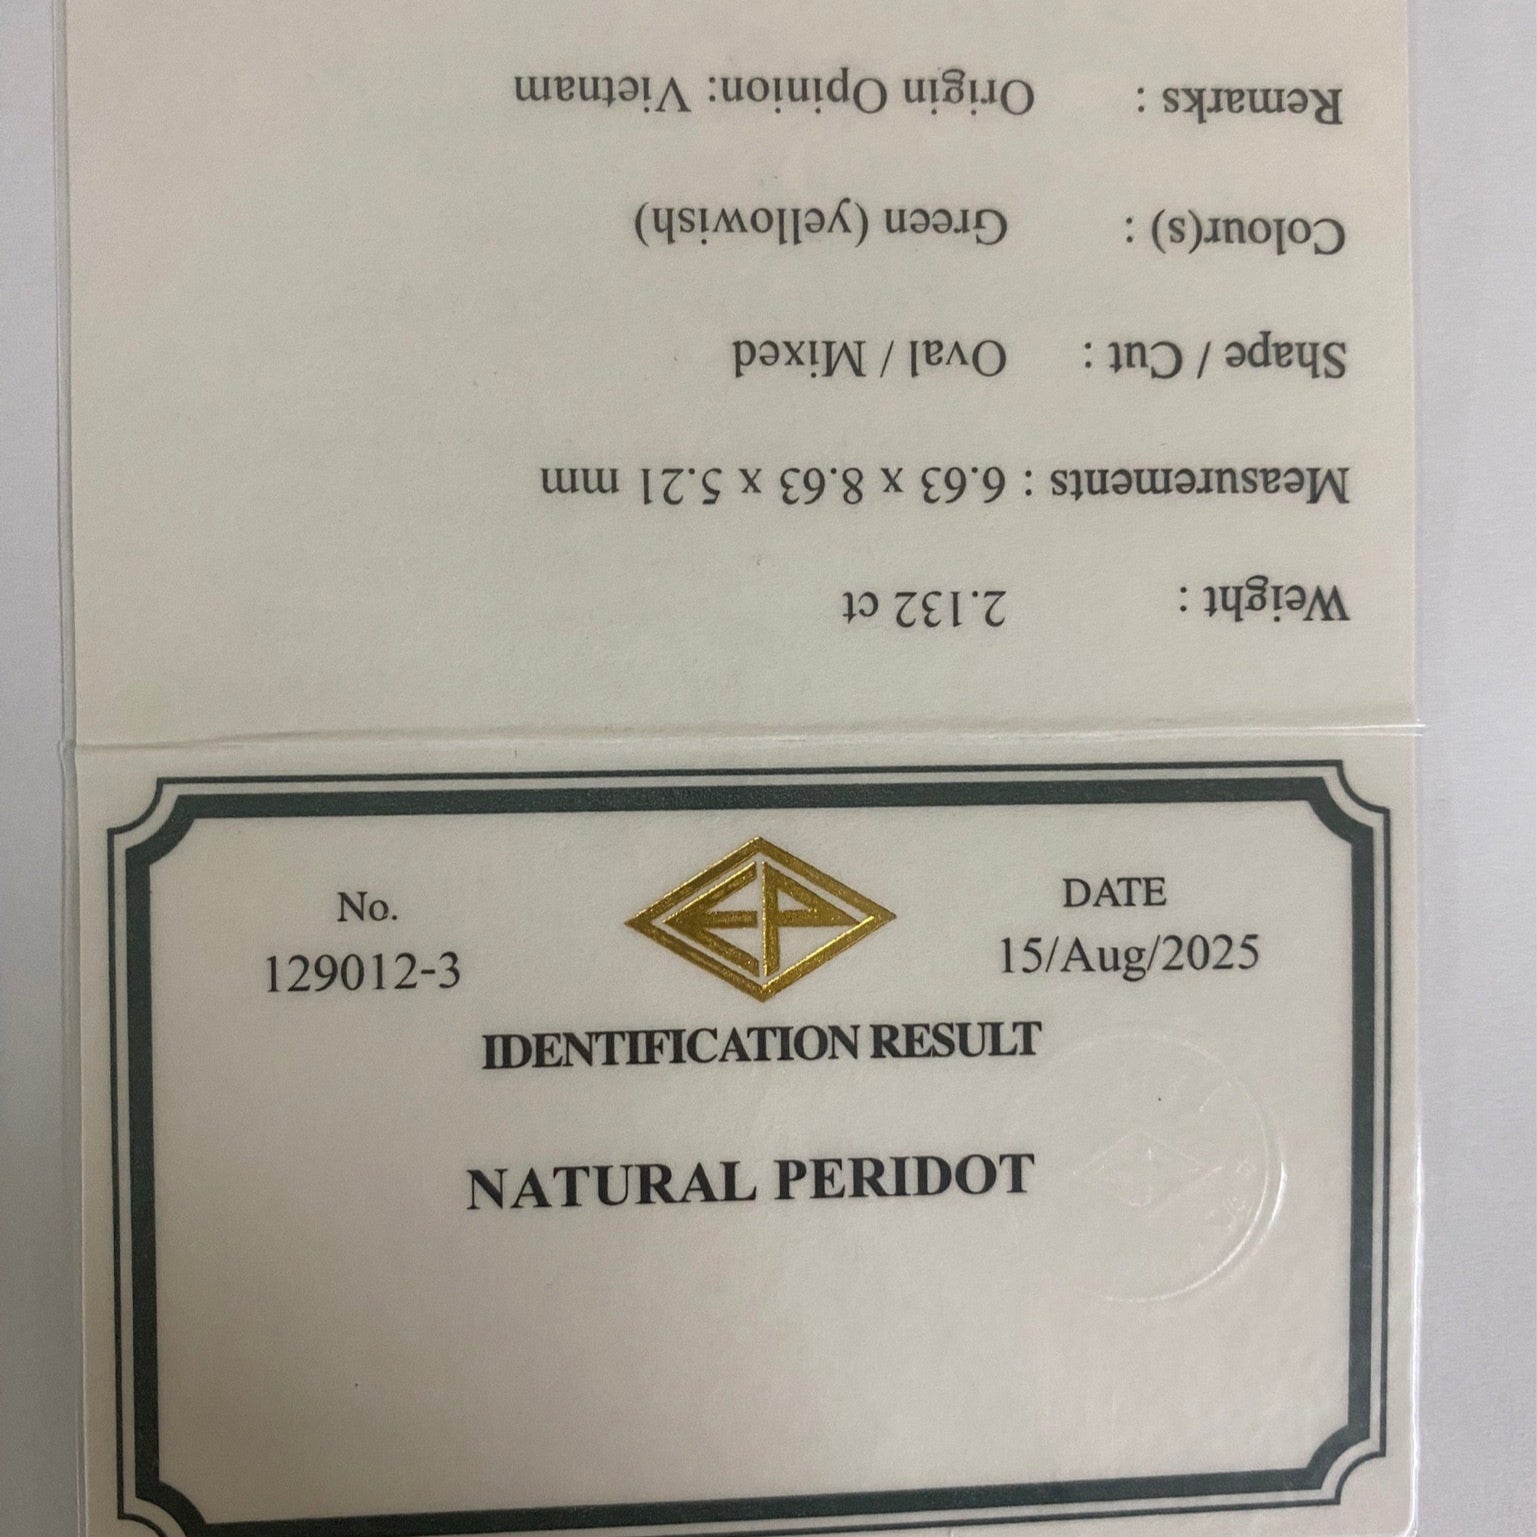 No.
129012-3
EP
DATE
15/Aug/2025
IDENTIFICATION RESULT
NATURAL PERIDOT
Weight : 2.132 ct
Measurements : 6.63 x 8.63 x 5.21 mm
Shape / Cut : Oval / Mixed
Colour(s) : Green (yellowish)
Remarks : Origin Opinion: Vietnam